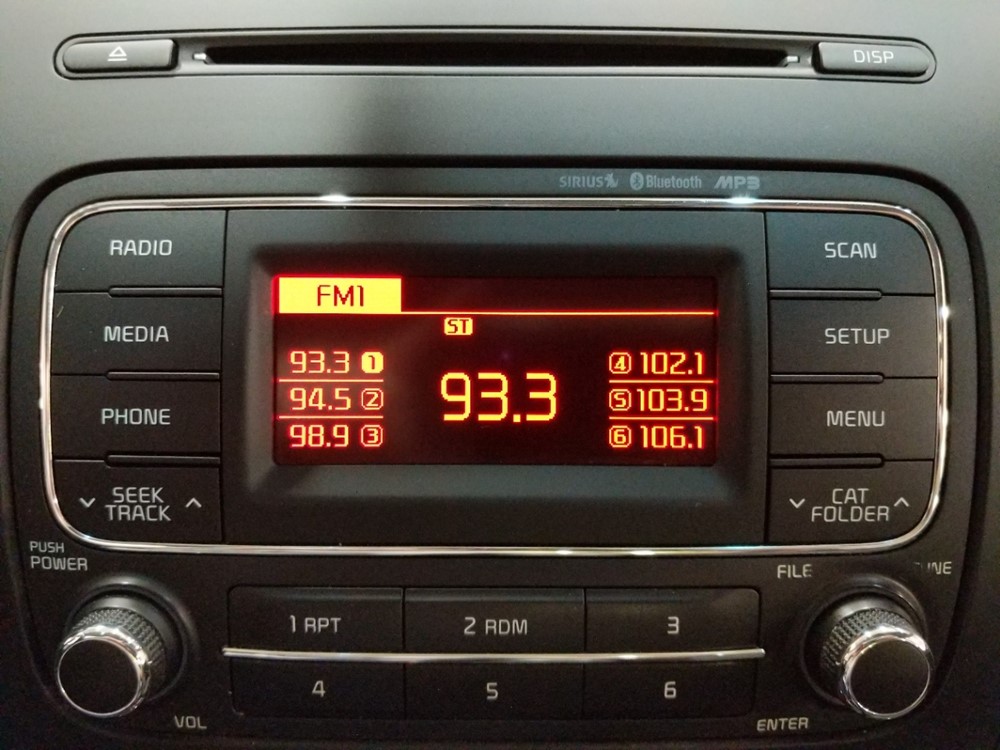 DISP
SIRIUS Bluetooth MP3
RADIO
MEDIA
PHONE
SEEK
TRACK
FM1
ST
93.3 1
94.5 2
98.9 3
93.3
4 102.1
5 103.9
6 106.1
SCAN
SETUP
MENU
CAT
FOLDER
PUSH
POWER
VOL
1 RPT
2 RDM
3
4
5
6
FILE
ENTER